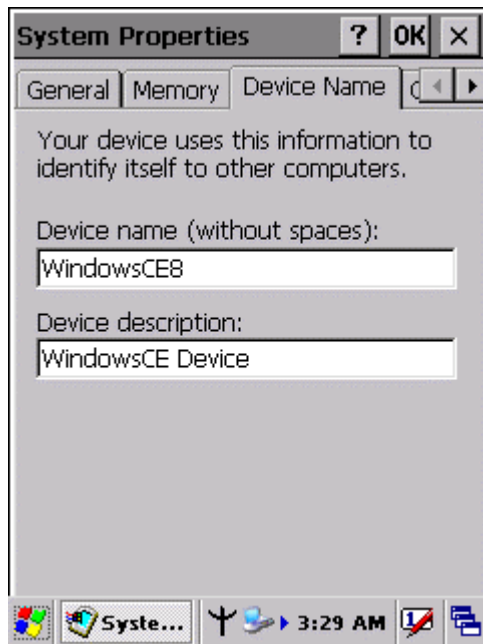 System Properties ? OK ×
General Memory Device Name
Your device uses this information to
identify itself to other computers.
Device name (without spaces):
WindowsCE8
Device description:
WindowsCE Device
Syste... 3:29 AM